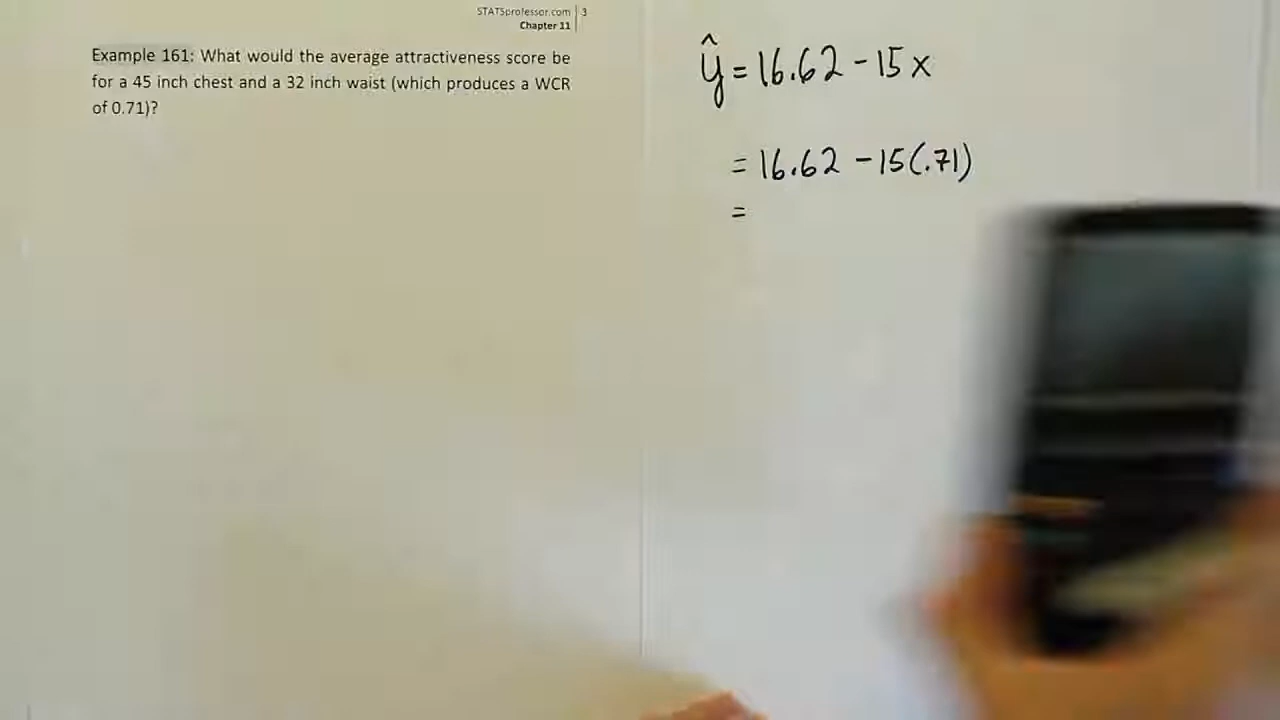 STATSprofessor.com | 3
Chapter 11
Example 161: What would the average attractiveness score be
for a 45 inch chest and a 32 inch waist (which produces a WCR
of 0.71)?
ŷ = 16.62 - 15x
= 16.62 - 15(.71)
=